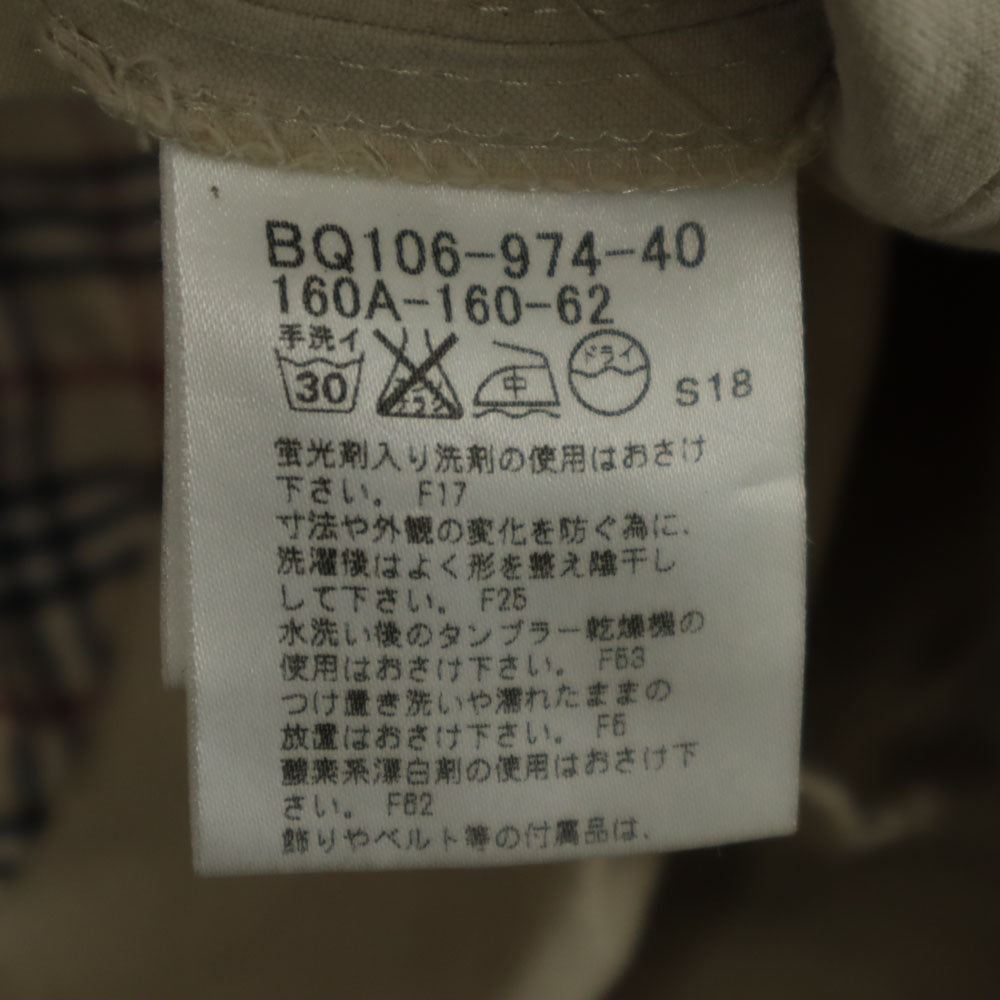 BQ106-974-40
160A-160-62
手洗イ
30 エンソサラシ 中 ドライ S18
蛍光剤入り洗剤の使用はおさけ
下さい。 F17
寸法や外観の変化を防ぐ為に、
洗濯後はよく形を整え陰干し
して下さい。 F25
水洗い後のタンブラー乾燥機の
使用はおさけ下さい。 F53
つけ置き洗いや濡れたままの
放置はおさけ下さい。 F5
酸素系漂白剤の使用はおさけ下
さい。 F62
飾りやベルト等の付属品は、